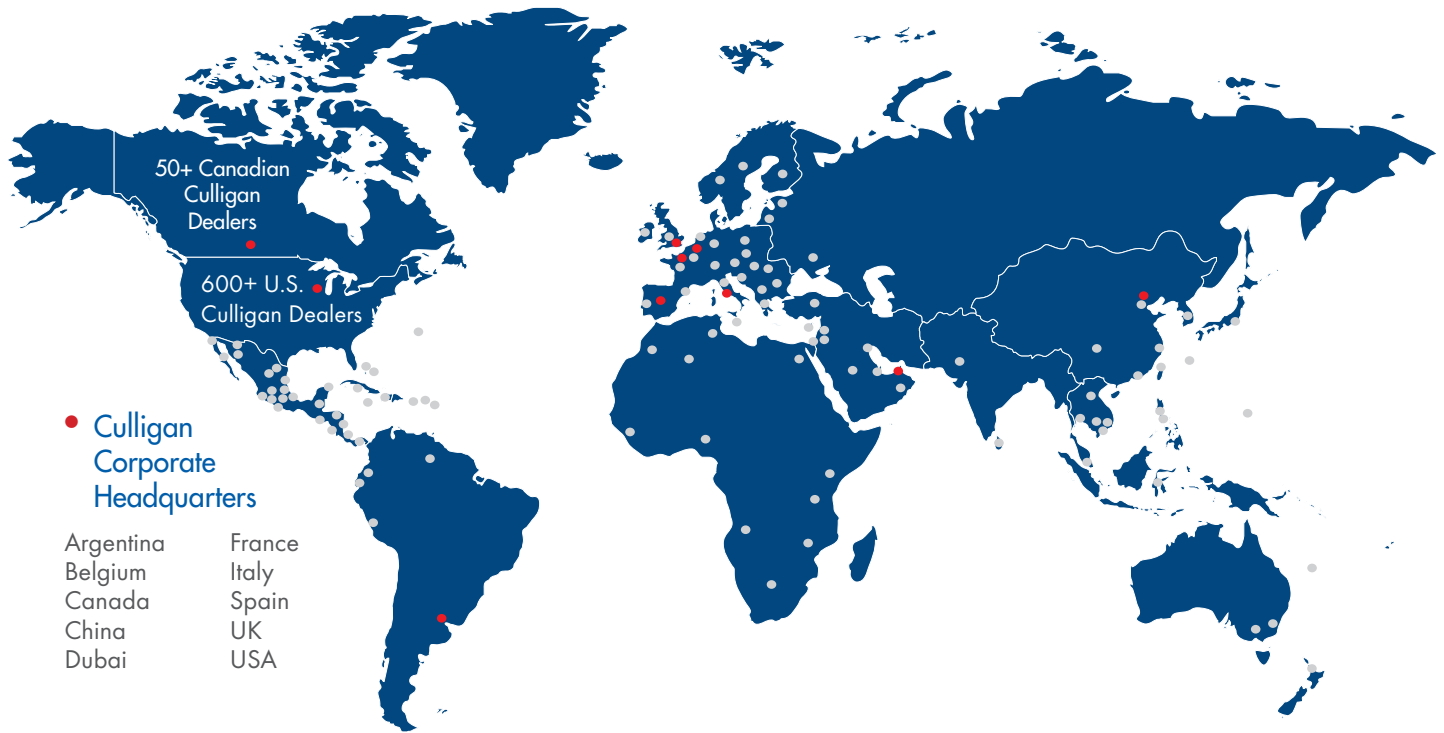 50+ Canadian
Culligan
Dealers
600+ U.S.
Culligan Dealers
Culligan
Corporate
Headquarters
Argentina
Belgium
Canada
China
Dubai
France
Italy
Spain
UK
USA